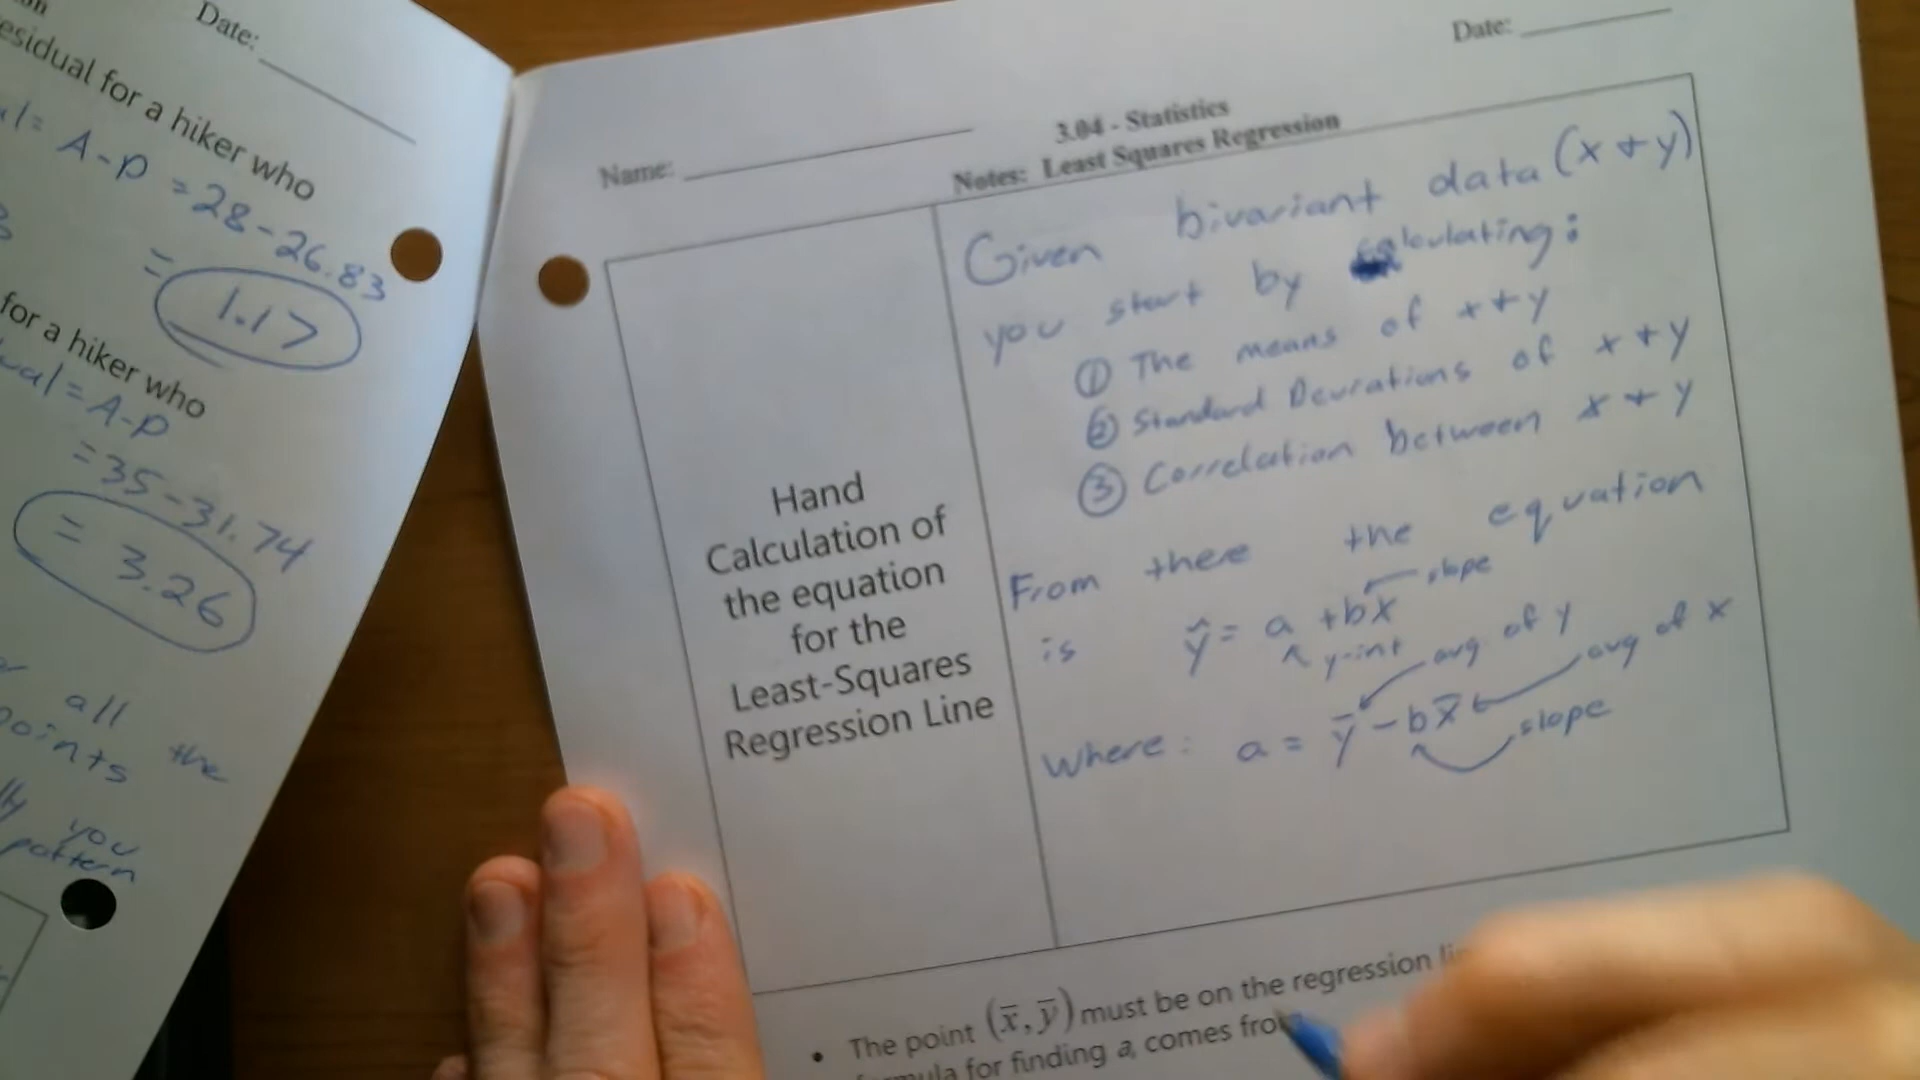 Date:
esidual for a hiker who
l = A-p = 28-26.83
= 1.17
for a hiker who
ual = A-p
= 35-31.74
= 3.26
all the
points
you
pattern
Date:
Name:
3.04 - Statistics
Notes: Least Squares Regression
Hand
Calculation of
the equation
for the
Least-Squares
Regression Line
Given bivariant data (x + y)
you start by calculating:
① The means of x + y
② Standard Deviations of x + y
③ Correlation between x + y
From there the equation
slope
is ŷ = a + bx
y-int avg of y avg of x
Where: a = ȳ - bx̄ slope
• The point (x̄, ȳ) must be on the regression
formula for finding a, comes from